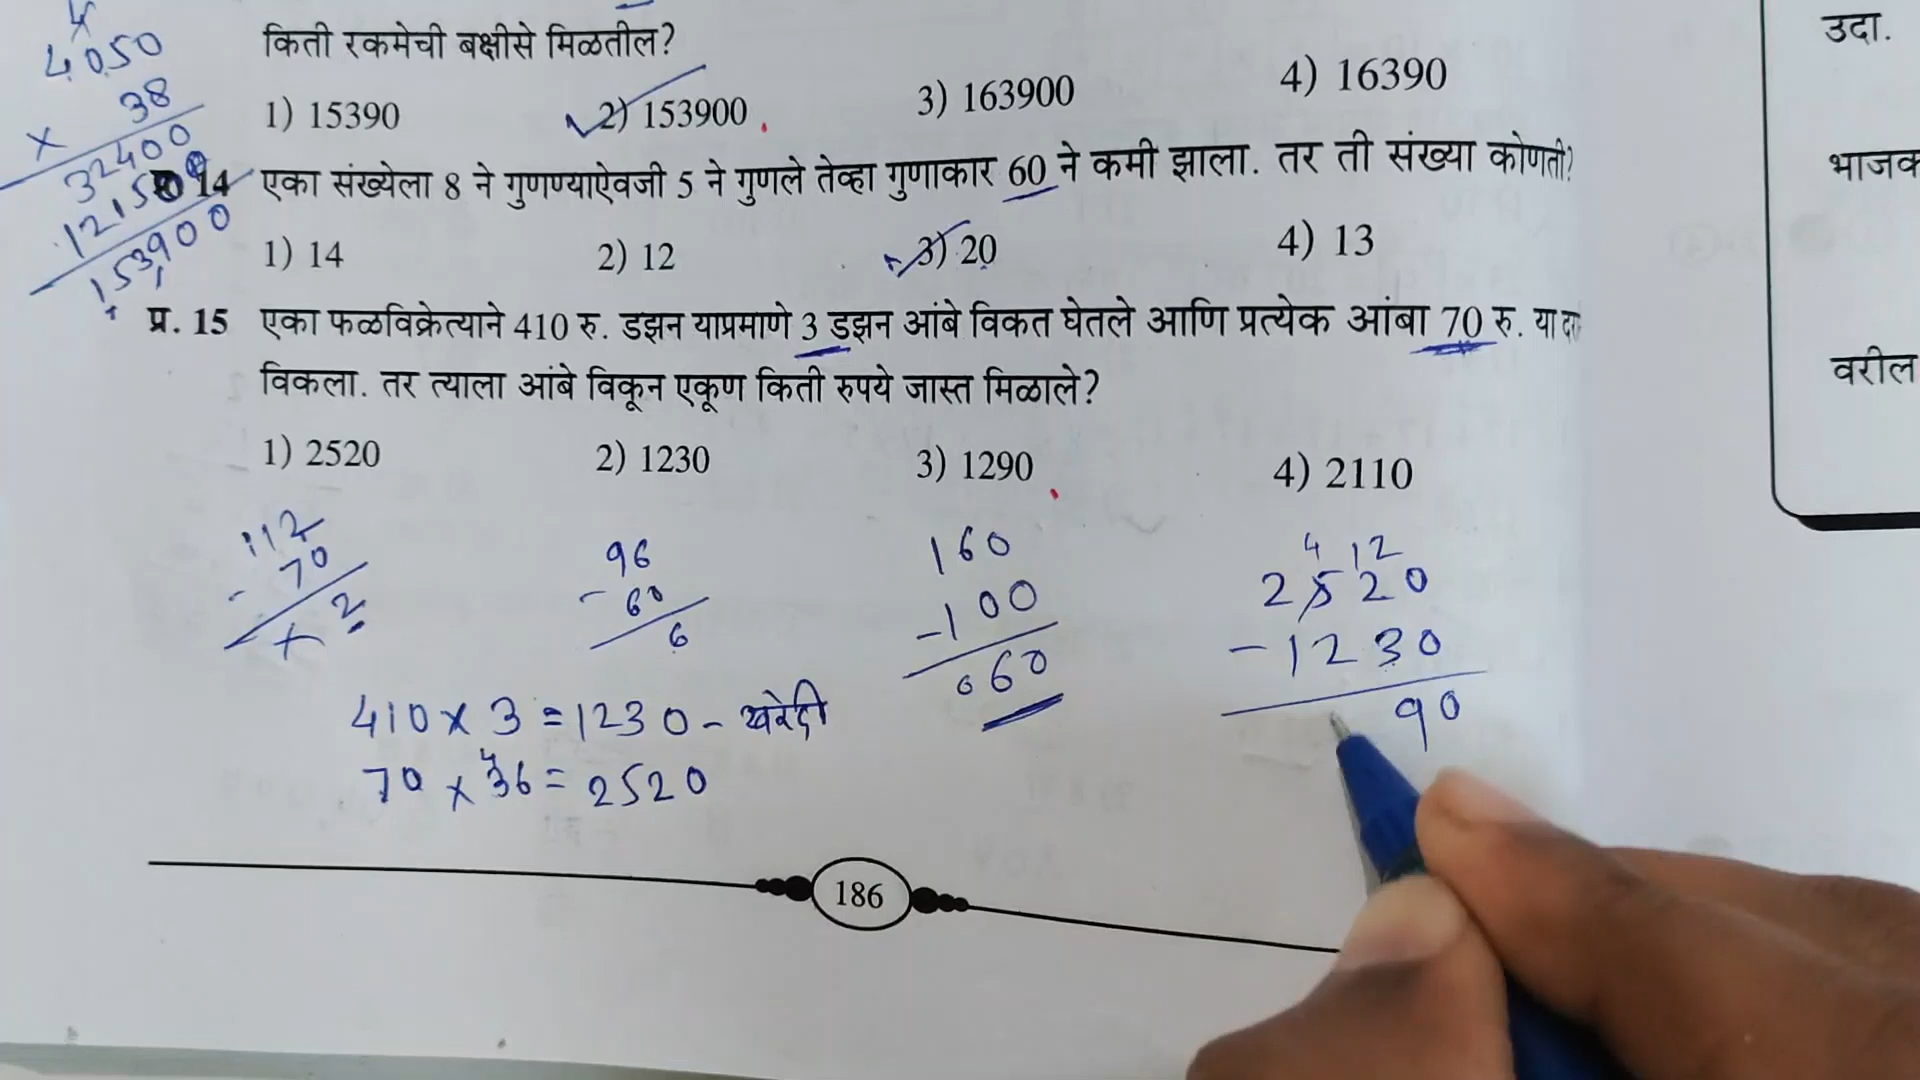 किती रकमेची बक्षीसे मिळतील?
1) 15390 2) 153900 3) 163900 4) 16390
4050
× 38
32400
153900
14 एका संख्येला 8 ने गुणण्याऐवजी 5 ने गुणले तेव्हा गुणाकार 60 ने कमी झाला. तर ती संख्या कोणती?
1) 14 2) 12 3) 20 4) 13
प्र. 15 एका फळविक्रेत्याने 410 रु. डझन याप्रमाणे 3 डझन आंबे विकत घेतले आणि प्रत्येक आंबा 70 रु. या
विकला. तर त्याला आंबे विकून एकूण किती रुपये जास्त मिळाले?
1) 2520 2) 1230 3) 1290 4) 2110
112
- 70
2
96
- 60
6
160
- 100
060
4 12
2520
- 1230
90
410 × 3 = 1230 - खरेदी
4
70 × 36 = 2520
186
उदा.
भाजक
वरील